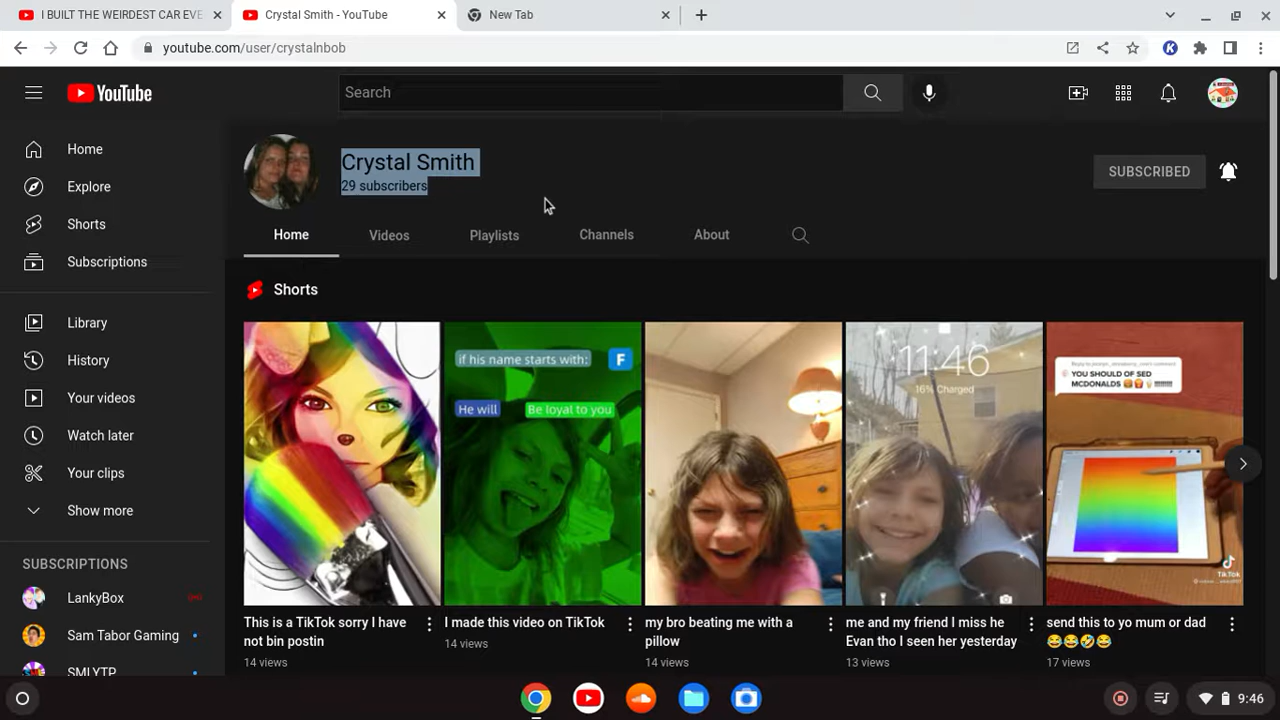 I BUILT THE WEIRDEST CAR EVE
Crystal Smith - YouTube
New Tab
youtube.com/user/crystalnbob
YouTube
Search
Crystal Smith
29 subscribers
SUBSCRIBED
Home
Videos
Playlists
Channels
About
Home
Explore
Shorts
Subscriptions
Library
History
Your videos
Watch later
Your clips
Show more
SUBSCRIPTIONS
LankyBox
Sam Tabor Gaming
SMLYTP
Shorts
if his name starts with:
F
He will
Be loyal to you
11:46
16% Charged
YOU SHOULD OF SED
MCDONALDS 🍔🍟🍦!!!!!!!!!
TikTok
This is a TikTok sorry I have
not bin postin
14 views
I made this video on TikTok
14 views
my bro beating me with a
pillow
14 views
me and my friend I miss he
Evan tho I seen her yesterday
13 views
send this to yo mum or dad
😂😂🤣😂
17 views
9:46